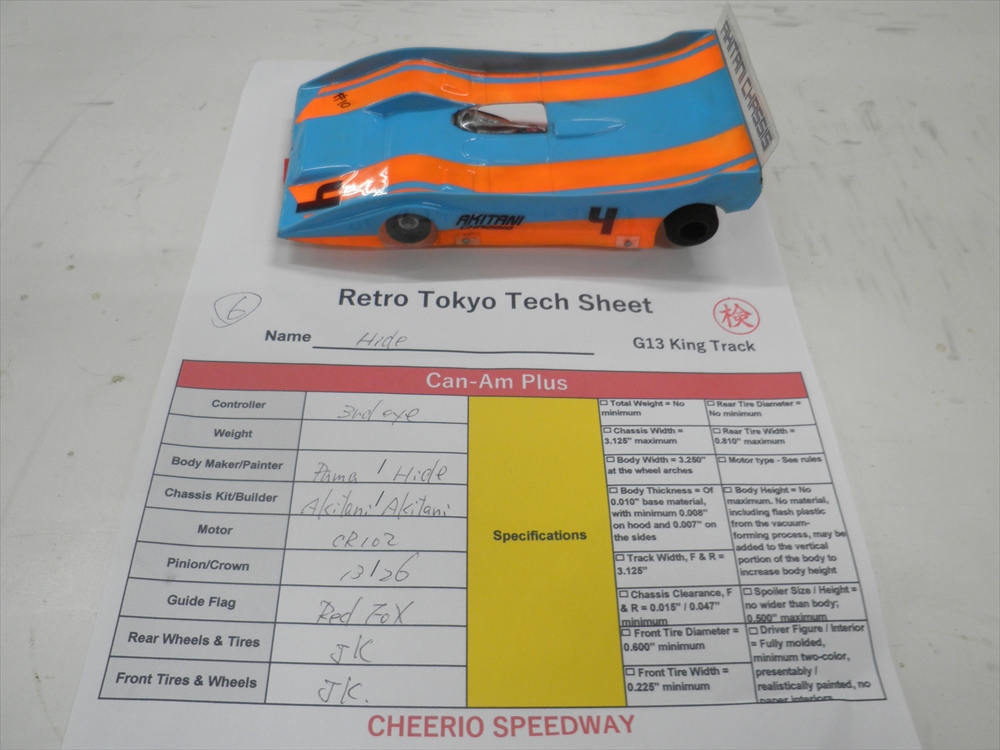 AKITANI CHASSIS
#10
4
AKITANI
4
6
Retro Tokyo Tech Sheet
検
Name Hide
G13 King Track
Can-Am Plus
Controller 3rd eye
Weight
Body Maker/Painter Pama / Hide
Chassis Kit/Builder Akitani / Akitani
Motor CR102
Pinion/Crown 13/26
Guide Flag Red Fox
Rear Wheels & Tires JK
Front Tires & Wheels JK.
Specifications
☐ Total Weight = No
minimum
☐ Chassis Width =
3.125" maximum
☐ Body Width = 3.250"
at the wheel arches
☐ Body Thickness = Of
0.010" base material,
with minimum 0.008"
on hood and 0.007" on
the sides
☐ Track Width, F & R =
3.125"
☐ Chassis Clearance, F
& R = 0.015" / 0.047"
minimum
☐ Front Tire Diameter =
0.600" minimum
☐ Front Tire Width =
0.225" minimum
☐ Rear Tire Diameter =
No minimum
☐ Rear Tire Width =
0.810" maximum
☐ Motor type - See rules
☐ Body Height = No
maximum. No material,
including flash plastic
from the vacuum-
forming process, may be
added to the vertical
portion of the body to
increase body height
☐ Spoiler Size / Height =
no wider than body;
0.500" maximum
☐ Driver Figure / Interior
= Fully molded,
minimum two-color,
presentably /
realistically painted, no
paper interiors
CHEERIO SPEEDWAY